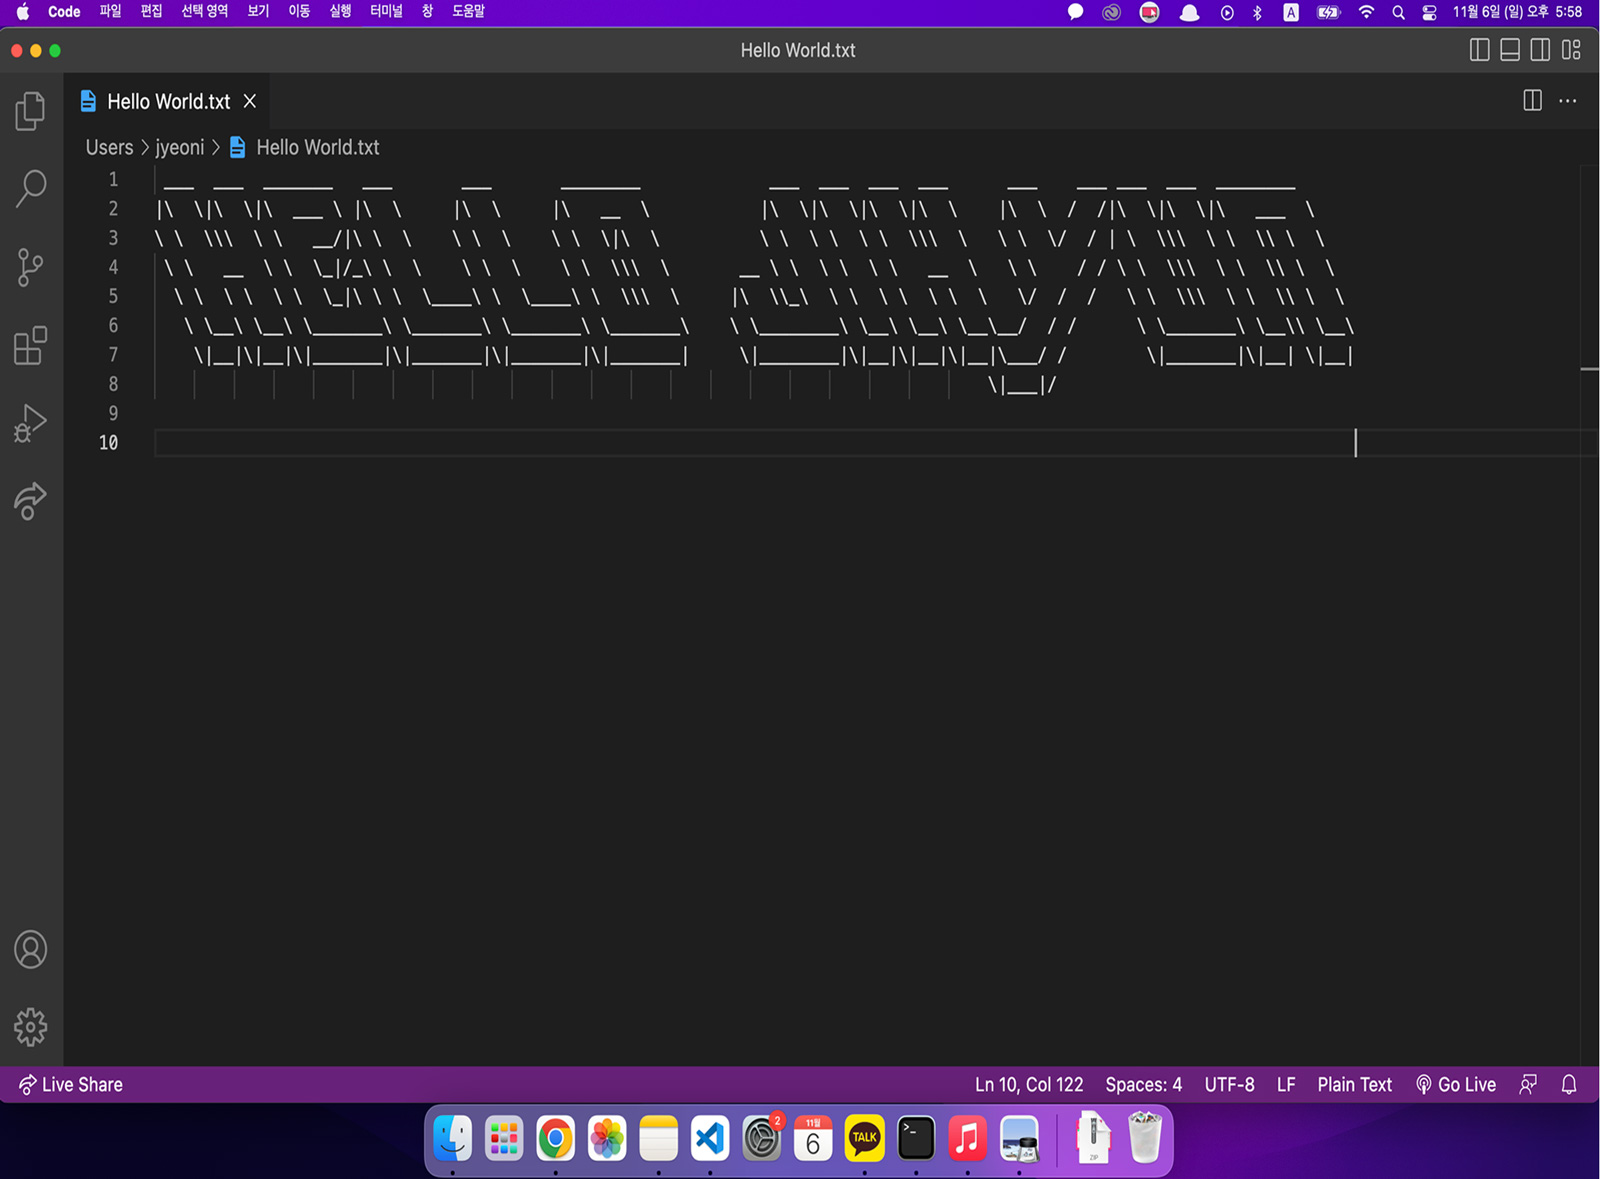 Code 파일 편집 선택 영역 보기 이동 실행 터미널 창 도움말 A 11월 6일 (일) 오후 5:58
Hello World.txt
Hello World.txt
Users > jyeoni > Hello World.txt
1
2
3
4
5
6
7
8
9
10
HELLO JAYUN
Live Share Ln 10, Col 122 Spaces: 4 UTF-8 LF Plain Text Go Live
2
11월
6
TALK
ZIP